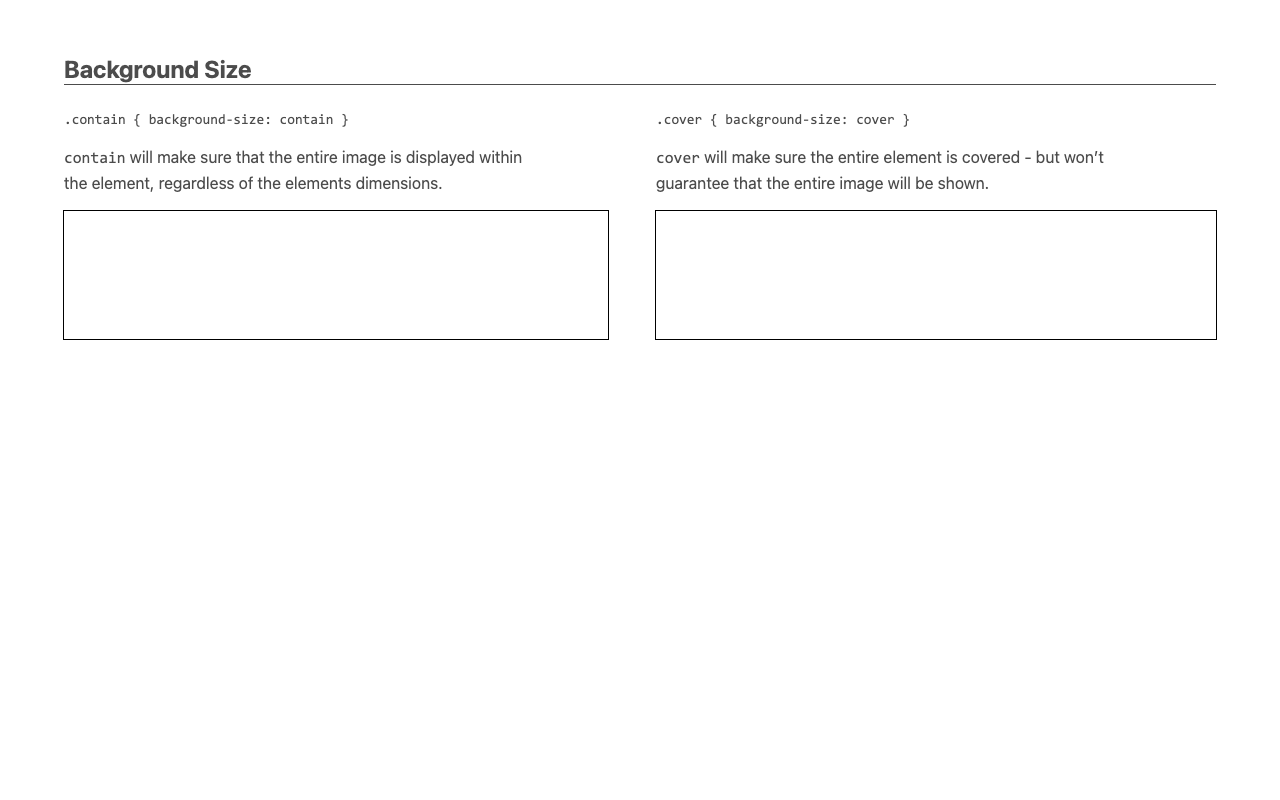 Background Size
.contain { background-size: contain }
contain will make sure that the entire image is displayed within
the element, regardless of the elements dimensions.
.cover { background-size: cover }
cover will make sure the entire element is covered - but won’t
guarantee that the entire image will be shown.